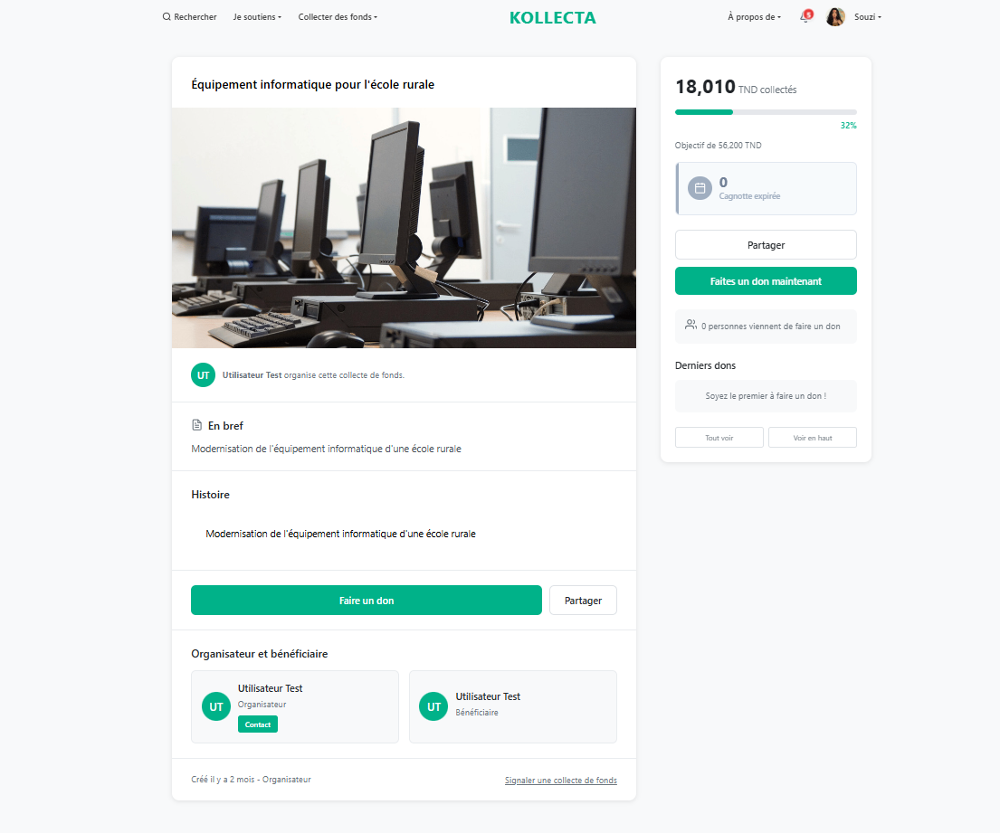 Rechercher Je soutiens Collecter des fonds KOLLECTA À propos de 5 Souzi
Équipement informatique pour l'école rurale
UT Utilisateur Test organise cette collecte de fonds.
En bref
Modernisation de l'équipement informatique d'une école rurale
Histoire
Modernisation de l'équipement informatique d'une école rurale
Faire un don Partager
Organisateur et bénéficiaire
UT Utilisateur Test
Organisateur
Contact
UT Utilisateur Test
Bénéficiaire
Créé il y a 2 mois - Organisateur Signaler une collecte de fonds
18,010 TND collectés
32%
Objectif de 56,200 TND
0
Cagnotte expirée
Partager
Faites un don maintenant
0 personnes viennent de faire un don
Derniers dons
Soyez le premier à faire un don !
Tout voir Voir en haut